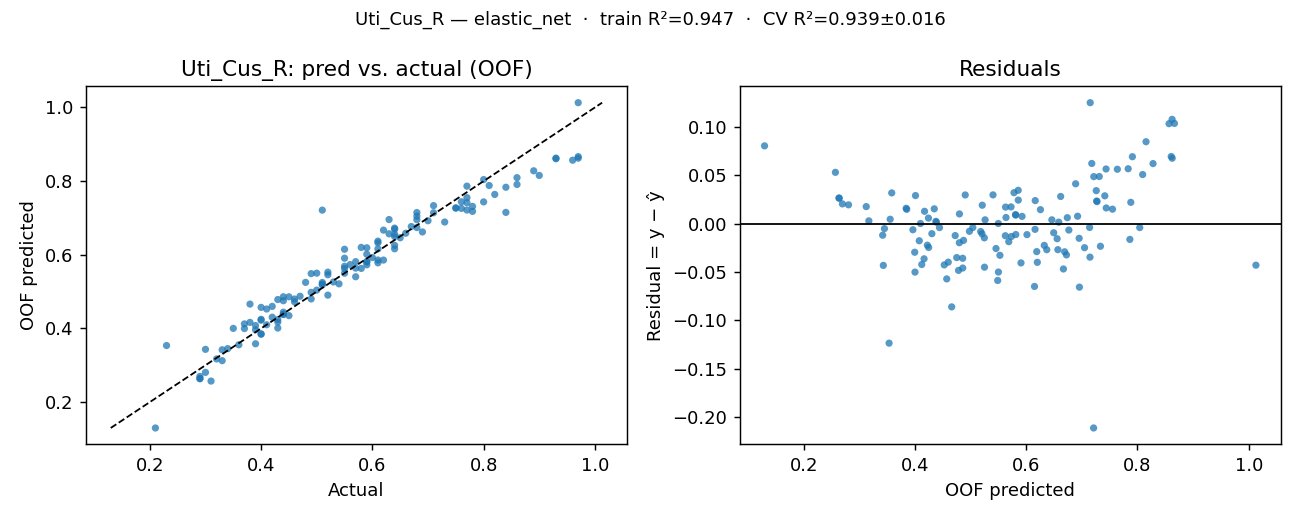 Uti_Cus_R — elastic_net · train R²=0.947 · CV R²=0.939±0.016
Uti_Cus_R: pred vs. actual (OOF)
OOF predicted
1.0
0.8
0.6
0.4
0.2
0.2 0.4 0.6 0.8 1.0
Actual
Residuals
Residual = y − ŷ
0.10
0.05
0.00
−0.05
−0.10
−0.15
−0.20
0.2 0.4 0.6 0.8 1.0
OOF predicted